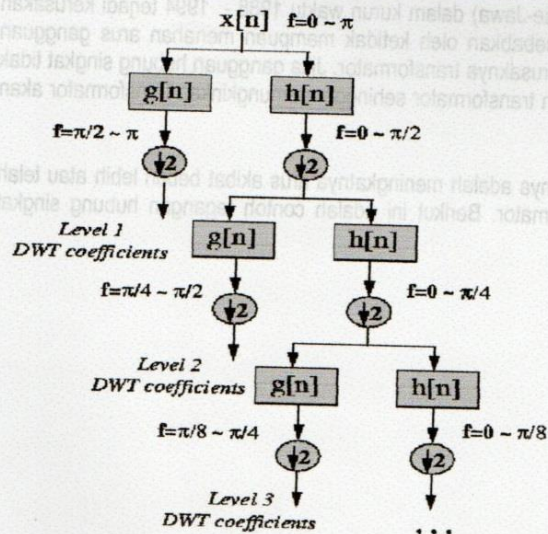 x[n] f=0 ~ π
g[n] h[n]
f=π/2 ~ π f=0 ~ π/2
↓2 ↓2
Level 1
DWT coefficients
g[n] h[n]
f=π/4 ~ π/2 f=0 ~ π/4
↓2 ↓2
Level 2
DWT coefficients
g[n] h[n]
f=π/8 ~ π/4 f=0 ~ π/8
↓2 ↓2
Level 3
DWT coefficients
...